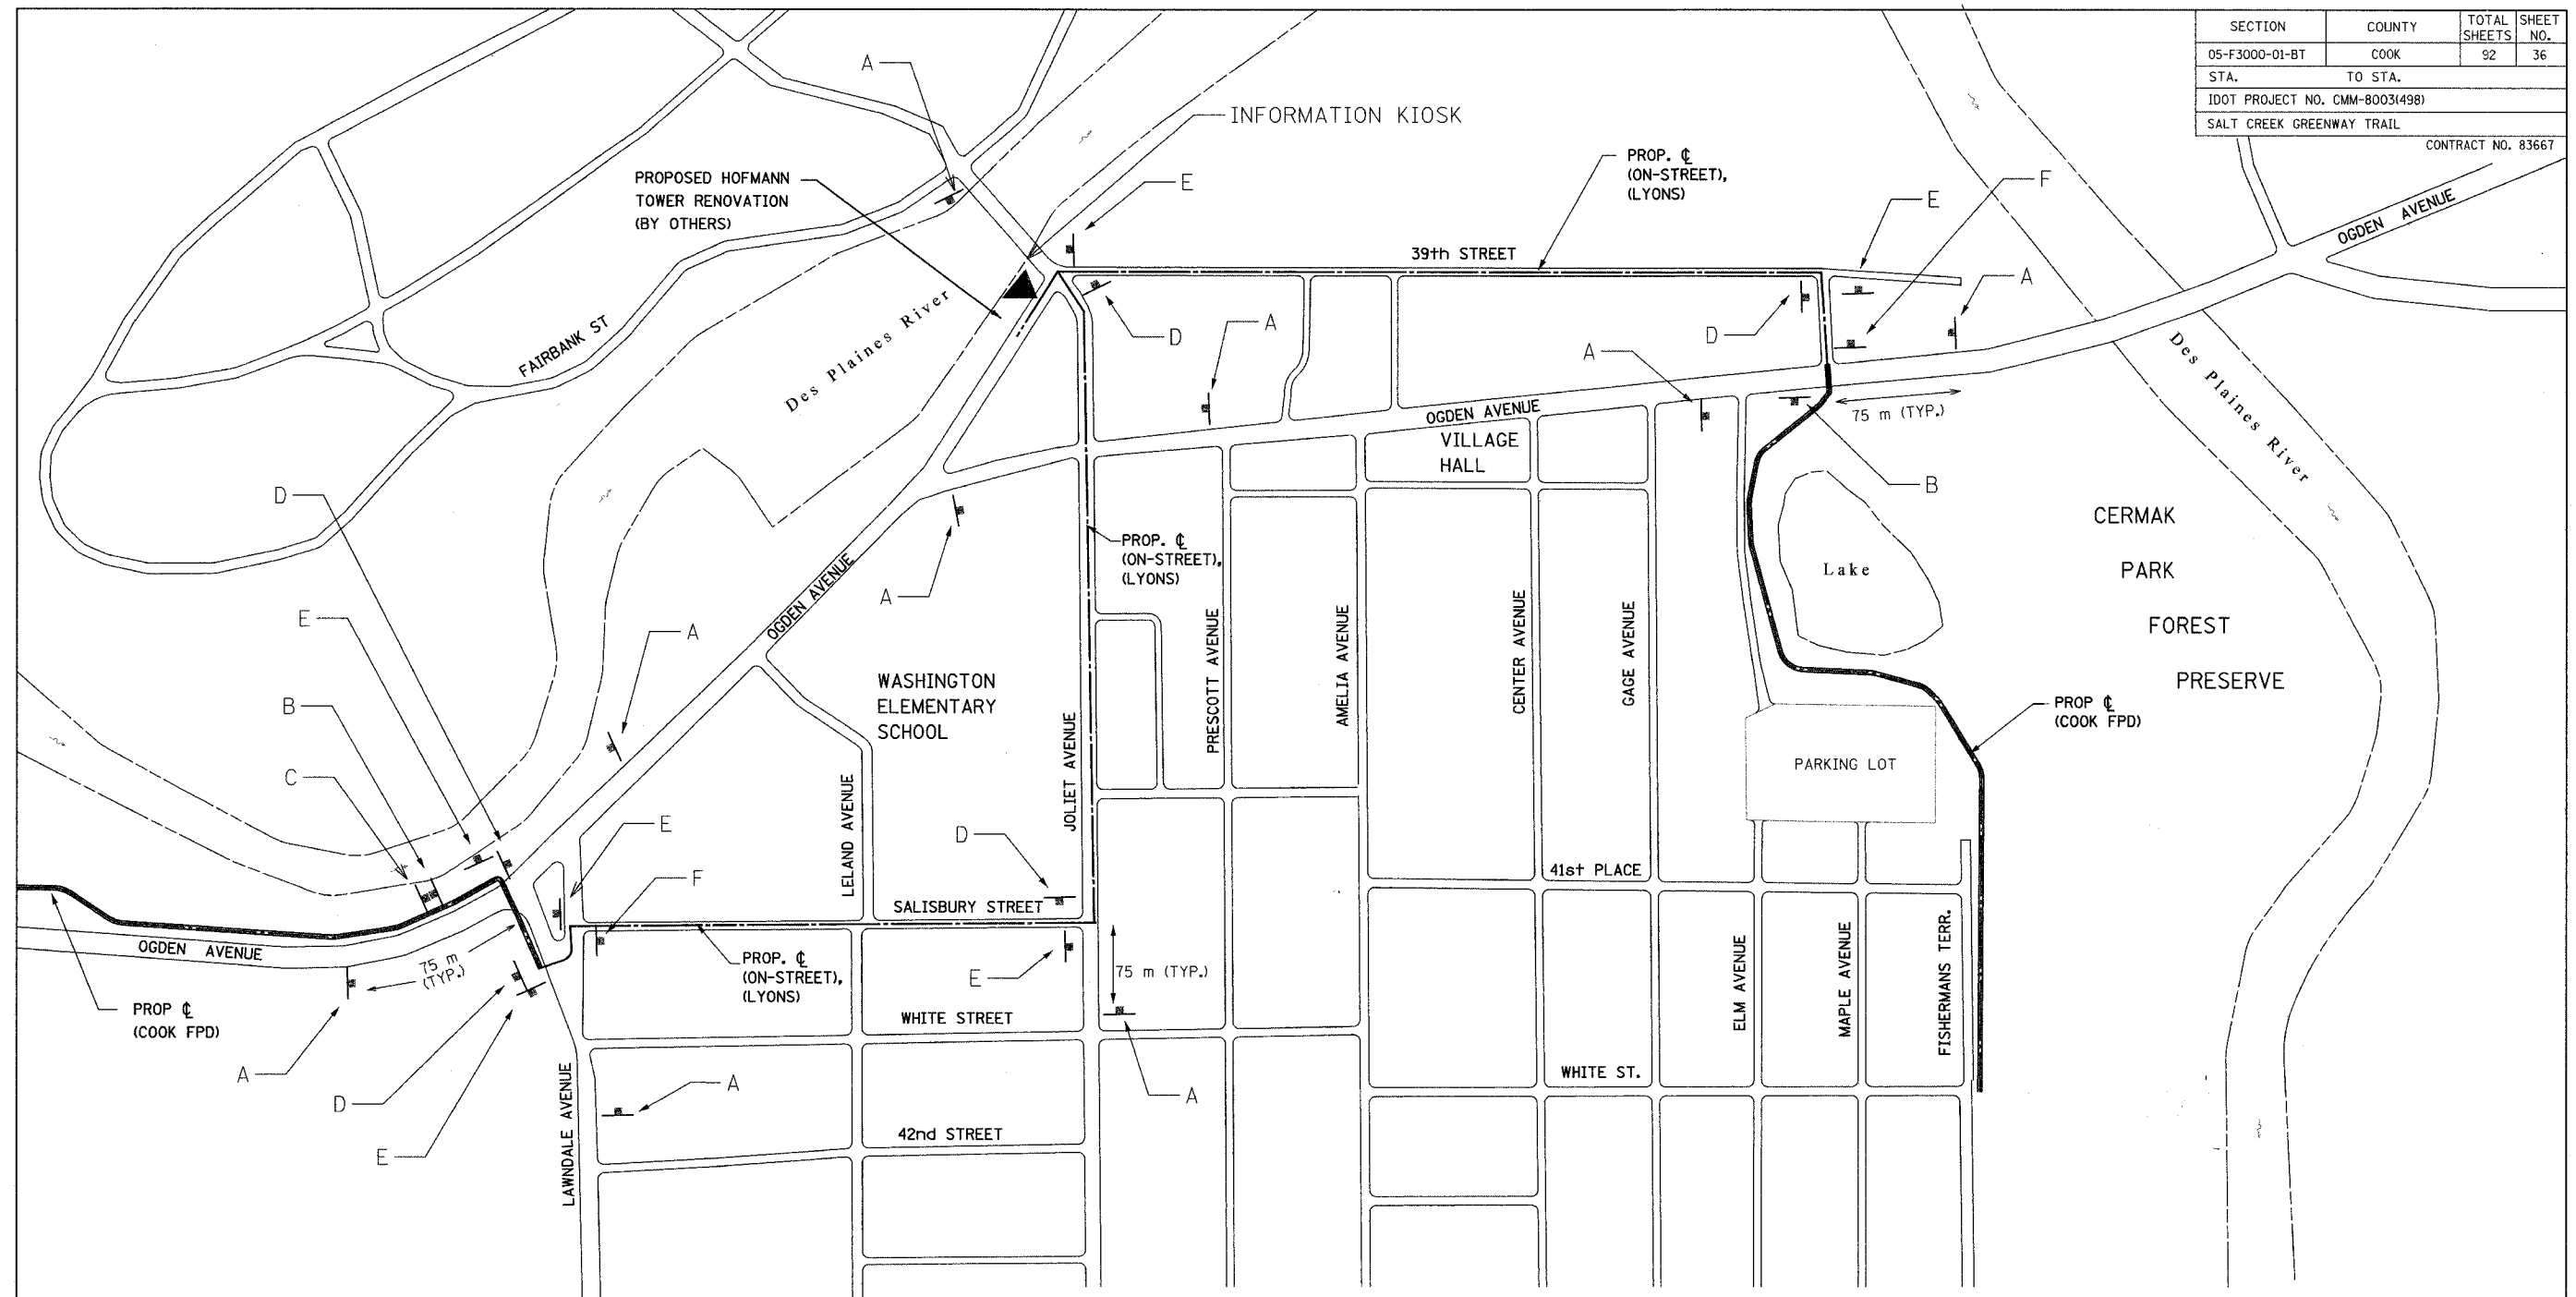 SECTION COUNTY TOTAL SHEETS SHEET NO.
05-F3000-01-BT COOK 92 36
STA. TO STA.
IDOT PROJECT NO. CMM-8003(498)
SALT CREEK GREENWAY TRAIL
CONTRACT NO. 83667
A
INFORMATION KIOSK
PROPOSED HOFMANN
TOWER RENOVATION
(BY OTHERS)
E
PROP. ℄
(ON-STREET),
(LYONS)
F
E
OGDEN AVENUE
39th STREET
A
D
A
D
A
FAIRBANK ST
Des Plaines River
Des Plaines River
75 m (TYP.)
OGDEN AVENUE
VILLAGE
HALL
B
D
A
PROP. ℄
(ON-STREET),
(LYONS)
CERMAK
PARK
FOREST
PRESERVE
Lake
OGDEN AVENUE
E
A
B
C
WASHINGTON
ELEMENTARY
SCHOOL
PRESCOTT AVENUE
AMELIA AVENUE
CENTER AVENUE
GAGE AVENUE
PROP ℄
(COOK FPD)
PARKING LOT
JOLIET AVENUE
LELAND AVENUE
E
D
F
41st PLACE
SALISBURY STREET
OGDEN AVENUE
75 m
(TYP.)
PROP. ℄
(ON-STREET),
(LYONS)
E
75 m (TYP.)
ELM AVENUE
MAPLE AVENUE
FISHERMANS TERR.
PROP ℄
(COOK FPD)
WHITE STREET
A
D
E
A
A
WHITE ST.
LAWNDALE AVENUE
42nd STREET